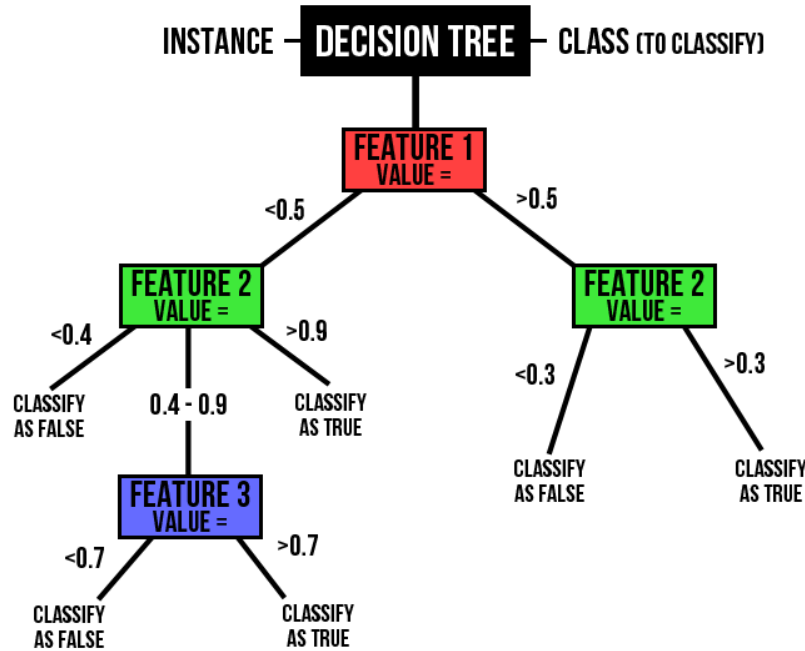 INSTANCE
DECISION TREE
CLASS (TO CLASSIFY)
FEATURE 1
VALUE =
<0.5
>0.5
FEATURE 2
VALUE =
FEATURE 2
VALUE =
<0.4
0.4 - 0.9
>0.9
<0.3
>0.3
CLASSIFY
AS FALSE
CLASSIFY
AS TRUE
CLASSIFY
AS FALSE
CLASSIFY
AS TRUE
FEATURE 3
VALUE =
<0.7
>0.7
CLASSIFY
AS FALSE
CLASSIFY
AS TRUE